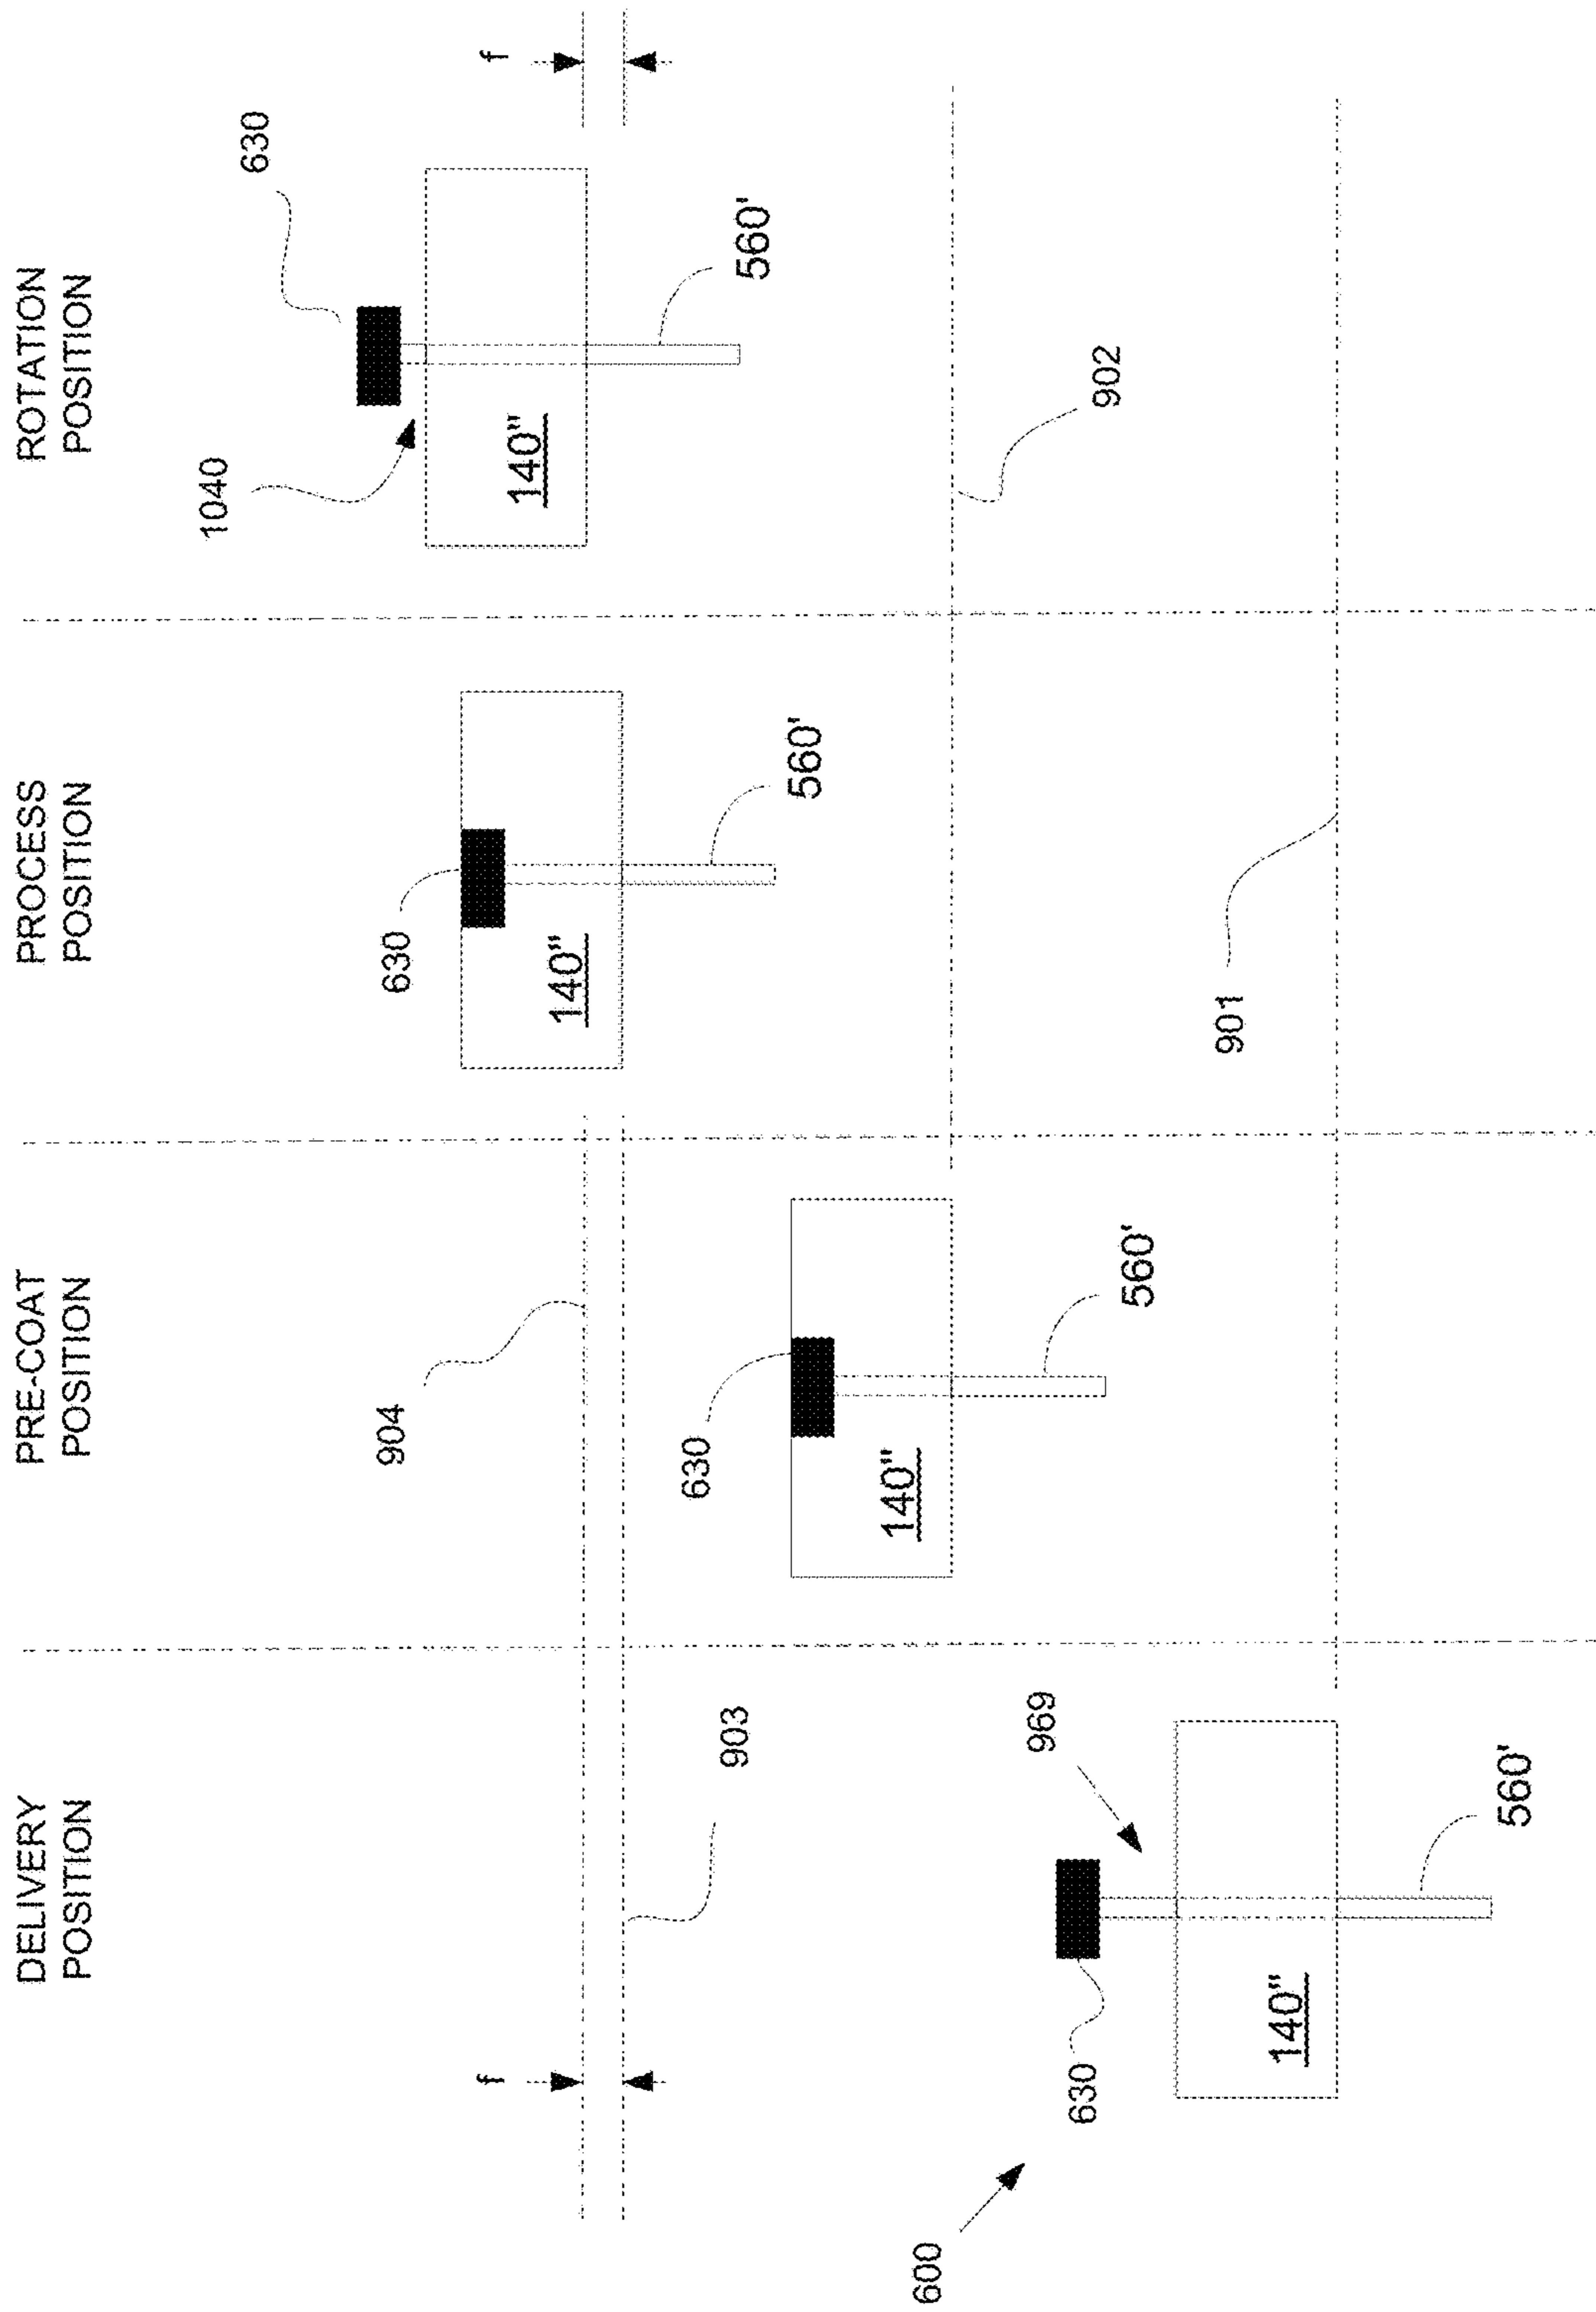 DELIVERY
POSITION
PRE-COAT
POSITION
PROCESS
POSITION
ROTATION
POSITION
630
1040
f
140"
560'
630
140"
560'
904
f
903
630
140"
560'
902
969
630
600
140"
560'
901